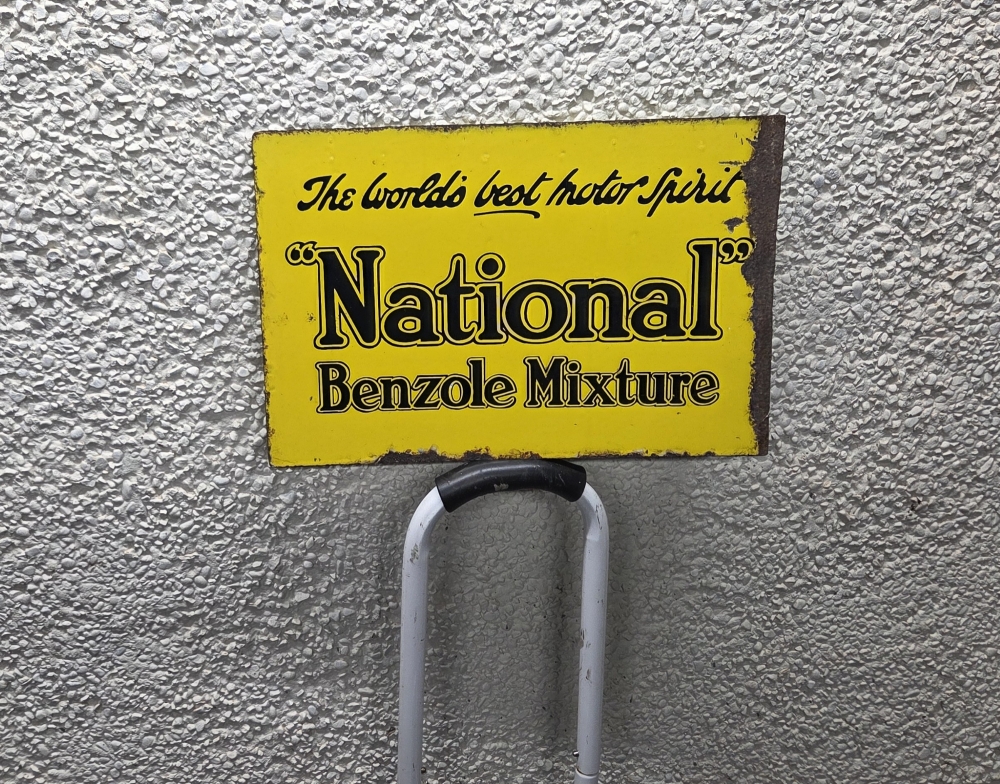 The world's best motor spirit
"National"
Benzole Mixture